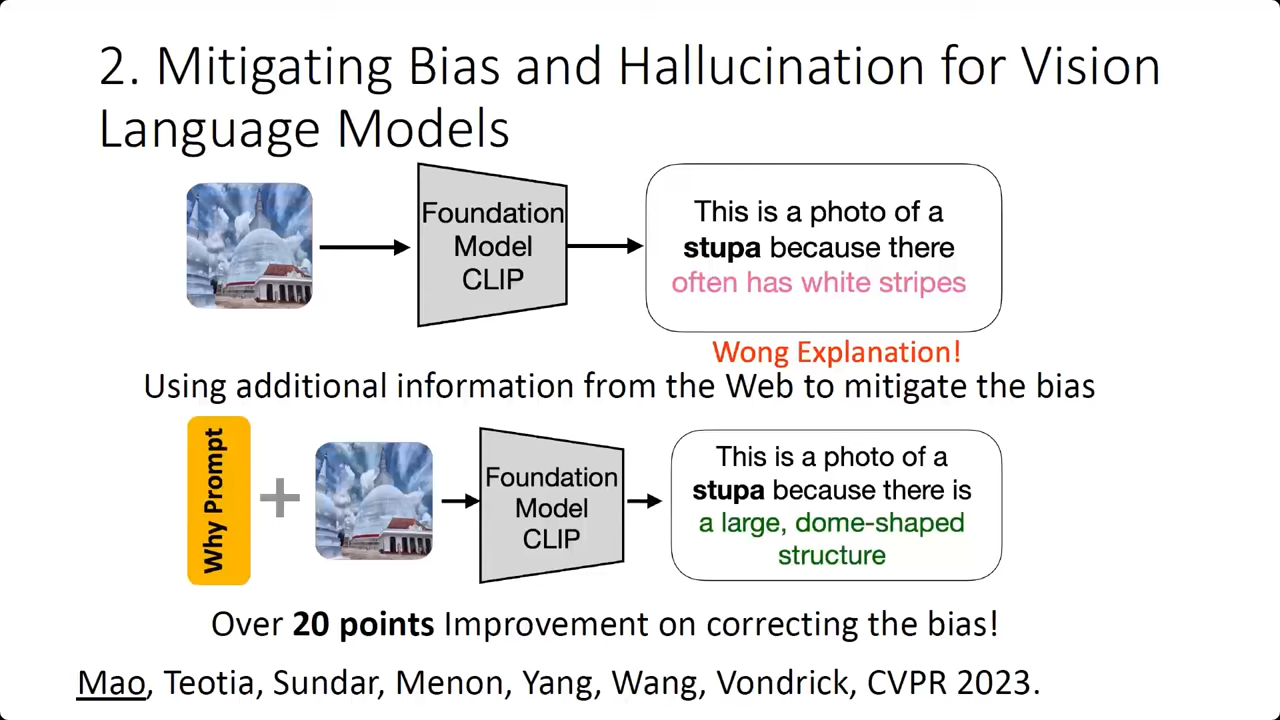 2. Mitigating Bias and Hallucination for Vision
Language Models
Foundation
Model
CLIP
This is a photo of a
stupa because there
often has white stripes
Wong Explanation!
Using additional information from the Web to mitigate the bias
Why Prompt
+
Foundation
Model
CLIP
This is a photo of a
stupa because there is
a large, dome-shaped
structure
Over 20 points Improvement on correcting the bias!
Mao, Teotia, Sundar, Menon, Yang, Wang, Vondrick, CVPR 2023.